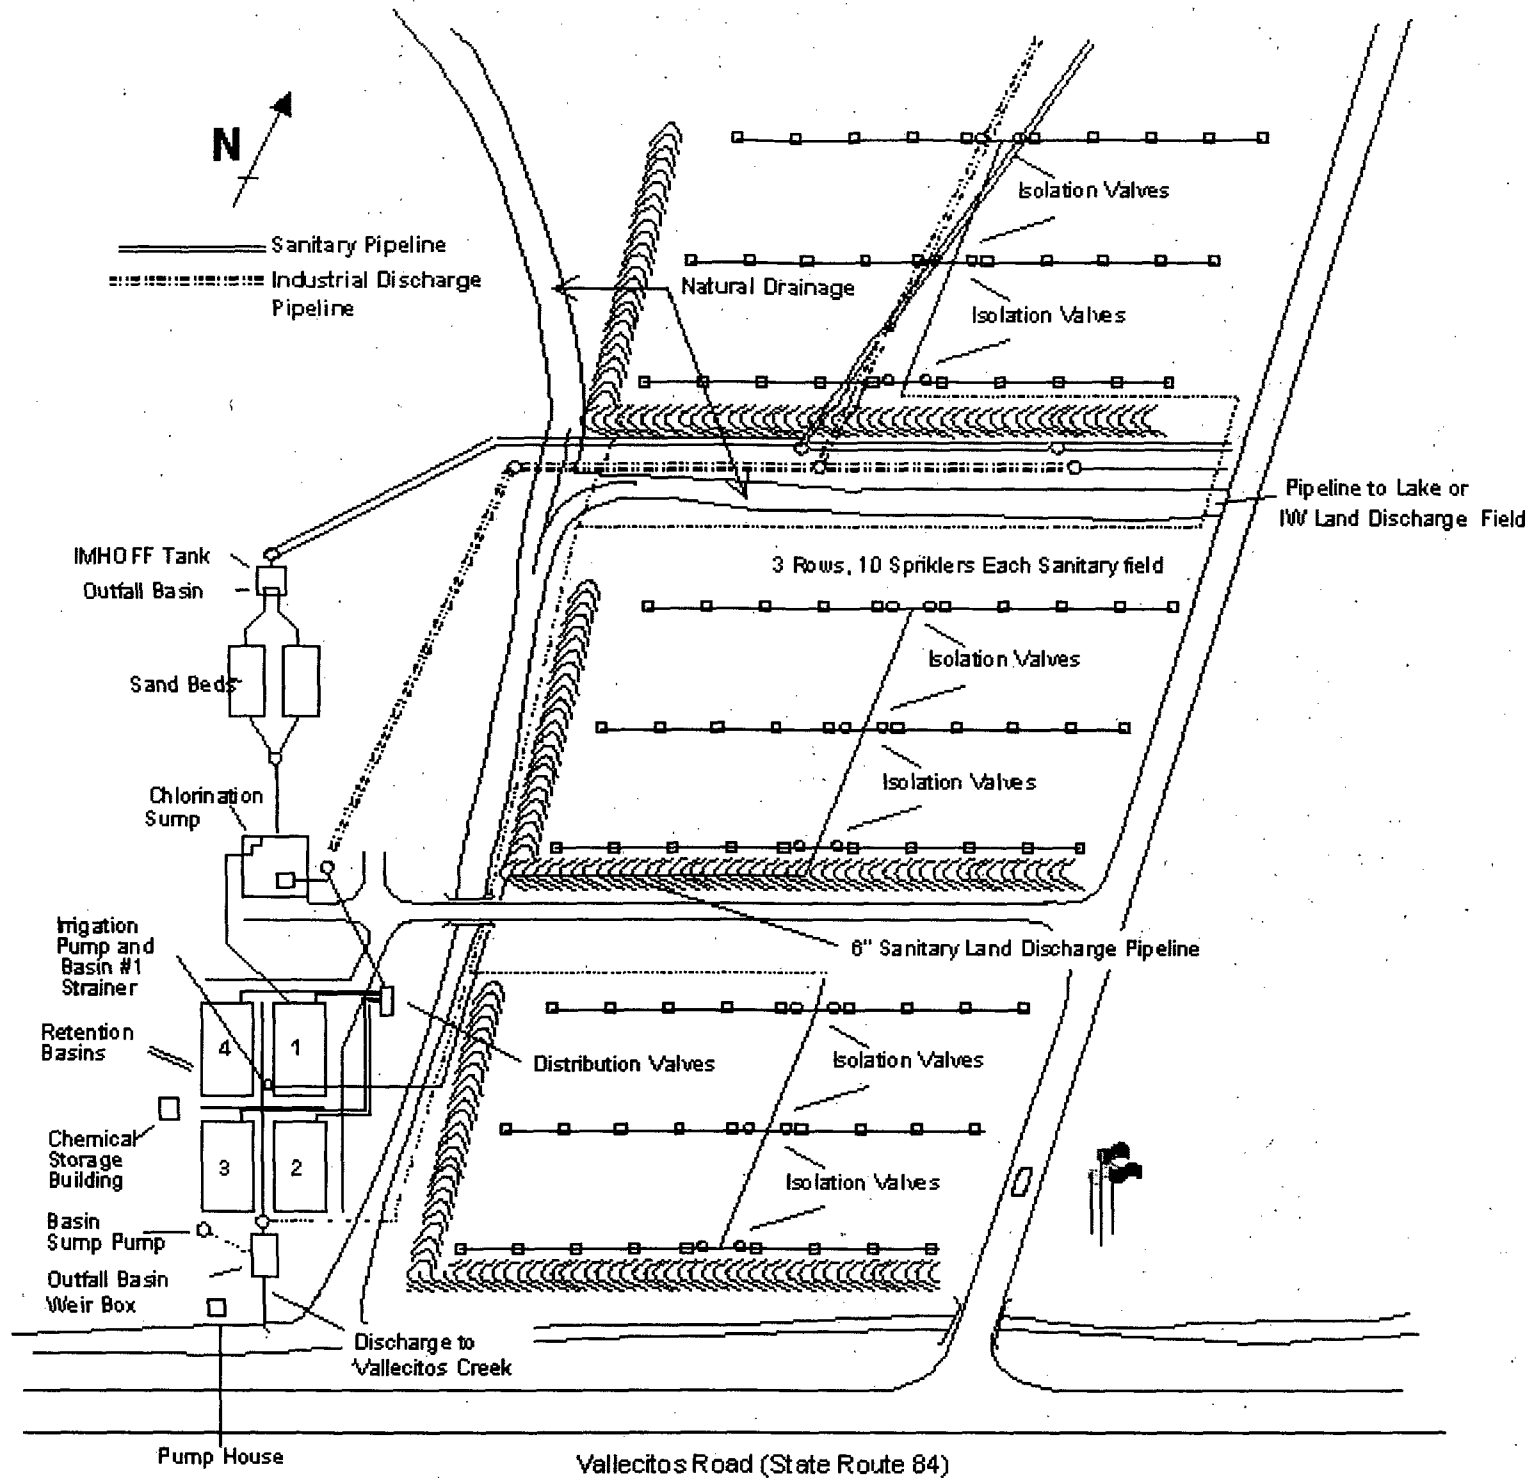 N
Sanitary Pipeline
Industrial Discharge
Pipeline
Isolation Valves
Natural Drainage
Isolation Valves
Pipeline to Lake or
IW Land Discharge Field
IMHOFF Tank
Outfall Basin
3 Rows, 10 Spriklers Each Sanitary field
Isolation Valves
Sand Beds
Isolation Valves
Chlorination
Sump
Irrigation
Pump and
Basin #1
Strainer
6" Sanitary Land Discharge Pipeline
Retention
Basins
4
1
Distribution Valves
Isolation Valves
Chemical
Storage
Building
3
2
Isolation Valves
Basin
Sump Pump
Outfall Basin
Weir Box
Discharge to
Vallecitos Creek
Pump House
Vallecitos Road (State Route 84)